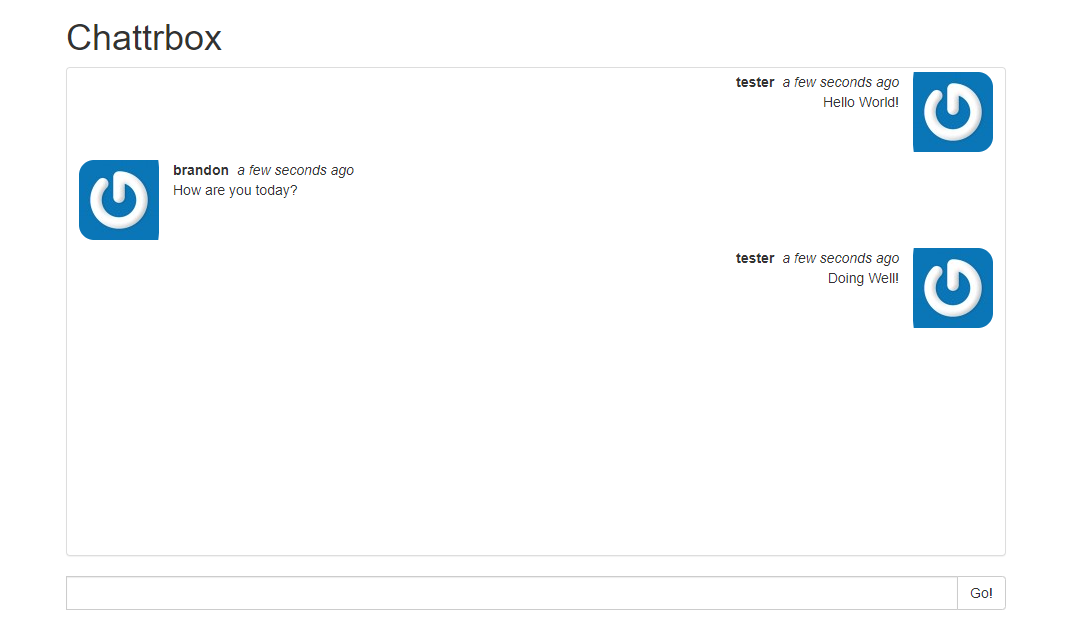 Chattrbox
tester a few seconds ago
Hello World!
brandon a few seconds ago
How are you today?
tester a few seconds ago
Doing Well!
Go!